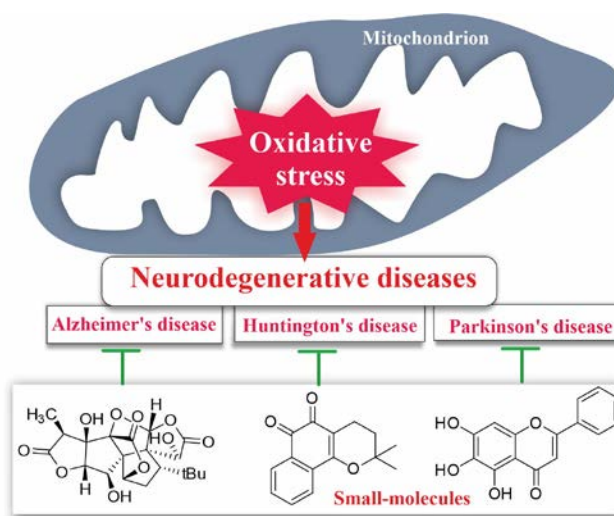 Mitochondrion
Oxidative
stress
Neurodegenerative diseases
Alzheimer's disease
Huntington's disease
Parkinson's disease
H₃C
OH
O
O
H
O
O
HO
O
O
O
H
OH
tBu
O
O
O
HO
HO
OH
O
O
Small-molecules